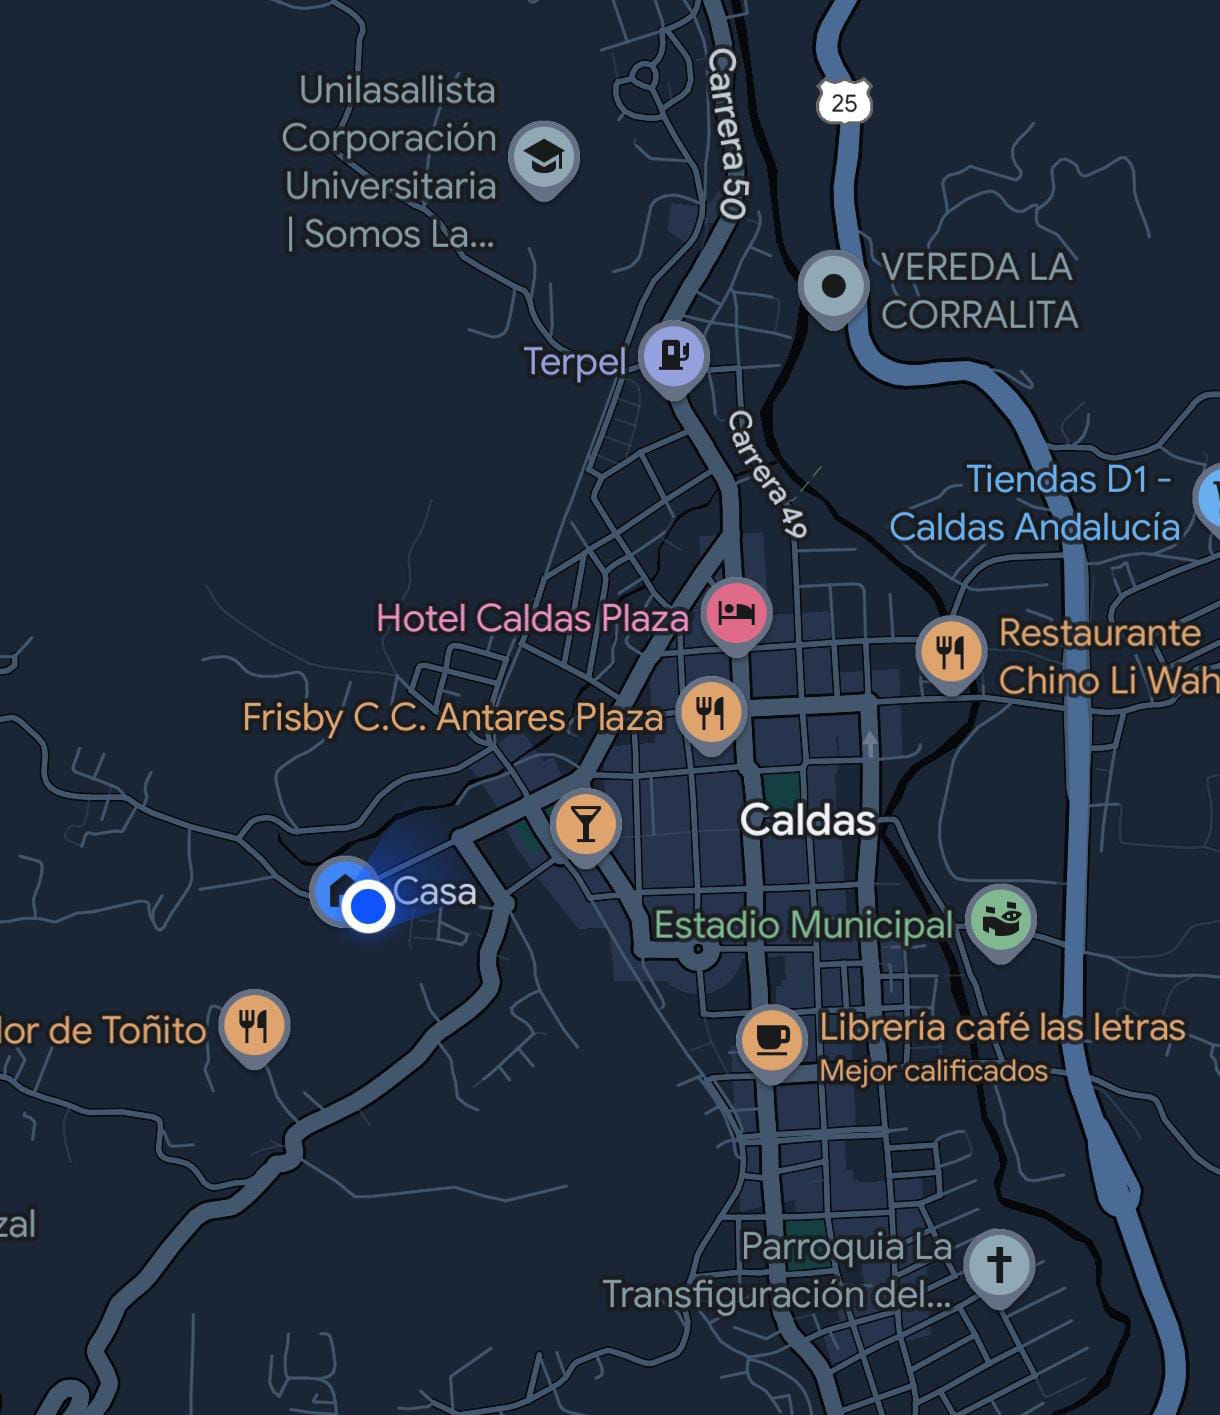 Unilasallista
Corporación
Universitaria
| Somos La...
Carrera 50
25
VEREDA LA
CORRALITA
Terpel
Carrera 49
Tiendas D1 -
Caldas Andalucía
Hotel Caldas Plaza
Restaurante
Chino Li Wah
Frisby C.C. Antares Plaza
Caldas
Casa
Estadio Municipal
lor de Toñito
Librería café las letras
Mejor calificados
zal
Parroquia La
Transfiguración del...